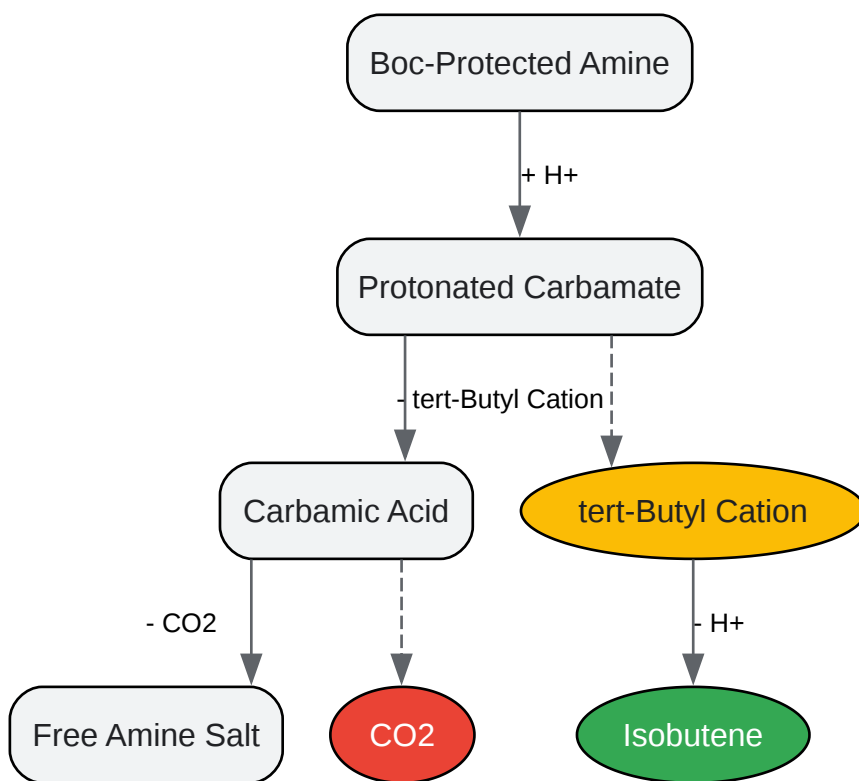 Boc-Protected Amine
+ H+
Protonated Carbamate
- tert-Butyl Cation
Carbamic Acid
tert-Butyl Cation
- CO2
- H+
Free Amine Salt
CO2
Isobutene